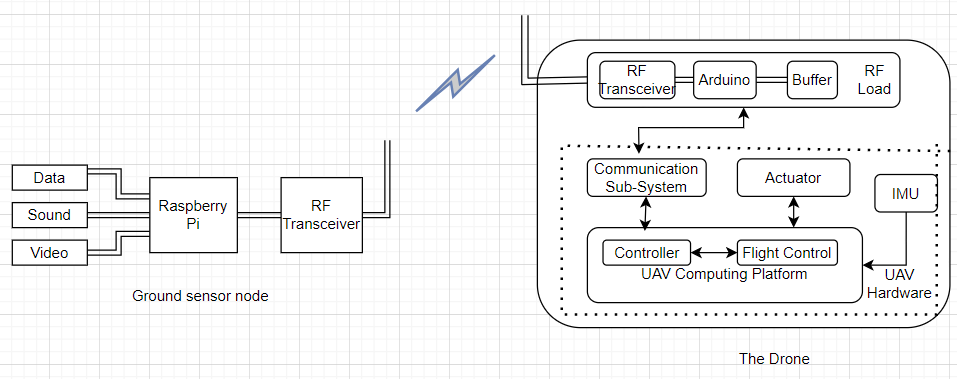 Data
Sound
Video
Raspberry
Pi
RF
Transceiver
Ground sensor node
RF
Transceiver
Arduino
Buffer
RF
Load
Communication
Sub-System
Actuator
IMU
Controller
Flight Control
UAV Computing Platform
UAV
Hardware
The Drone